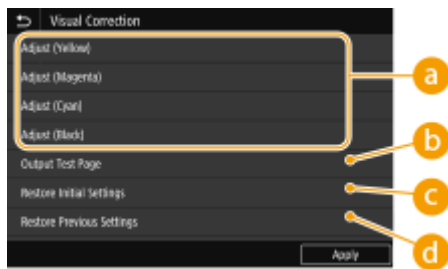 Visual Correction
Adjust (Yellow)
Adjust (Magenta)
Adjust (Cyan)
Adjust (Black)
a
Output Test Page
b
Restore Initial Settings
c
Restore Previous Settings
d
Apply